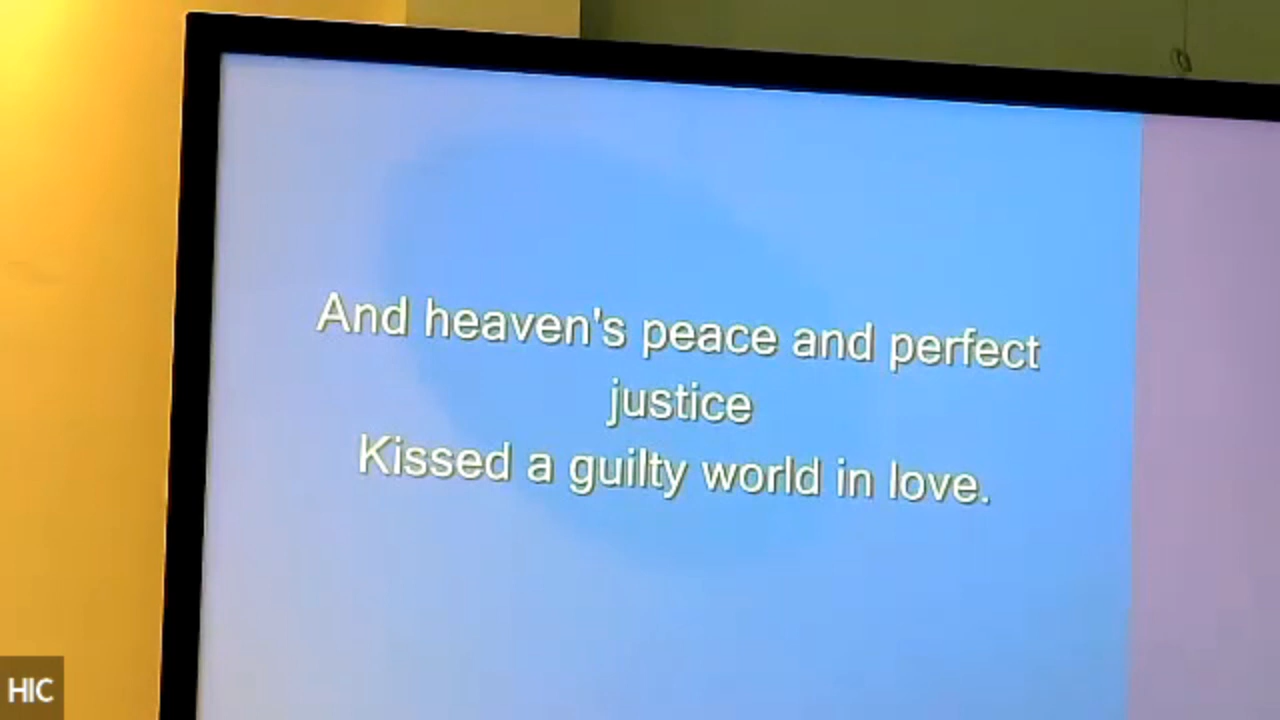 And heaven's peace and perfect
justice
Kissed a guilty world in love.
HIC